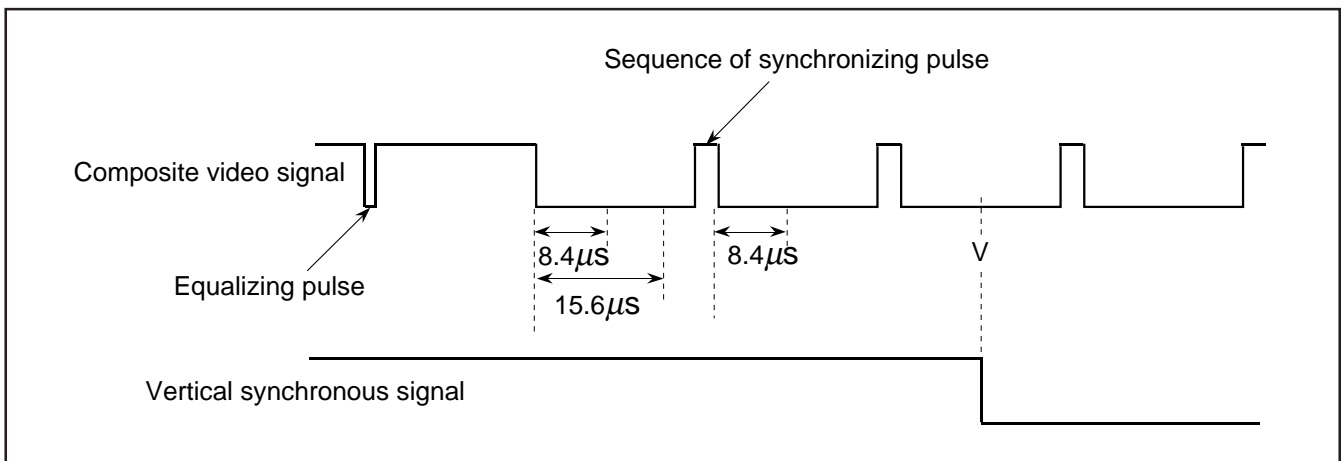 Sequence of synchronizing pulse
Composite video signal
8.4μs
8.4μs
V
Equalizing pulse
15.6μs
Vertical synchronous signal